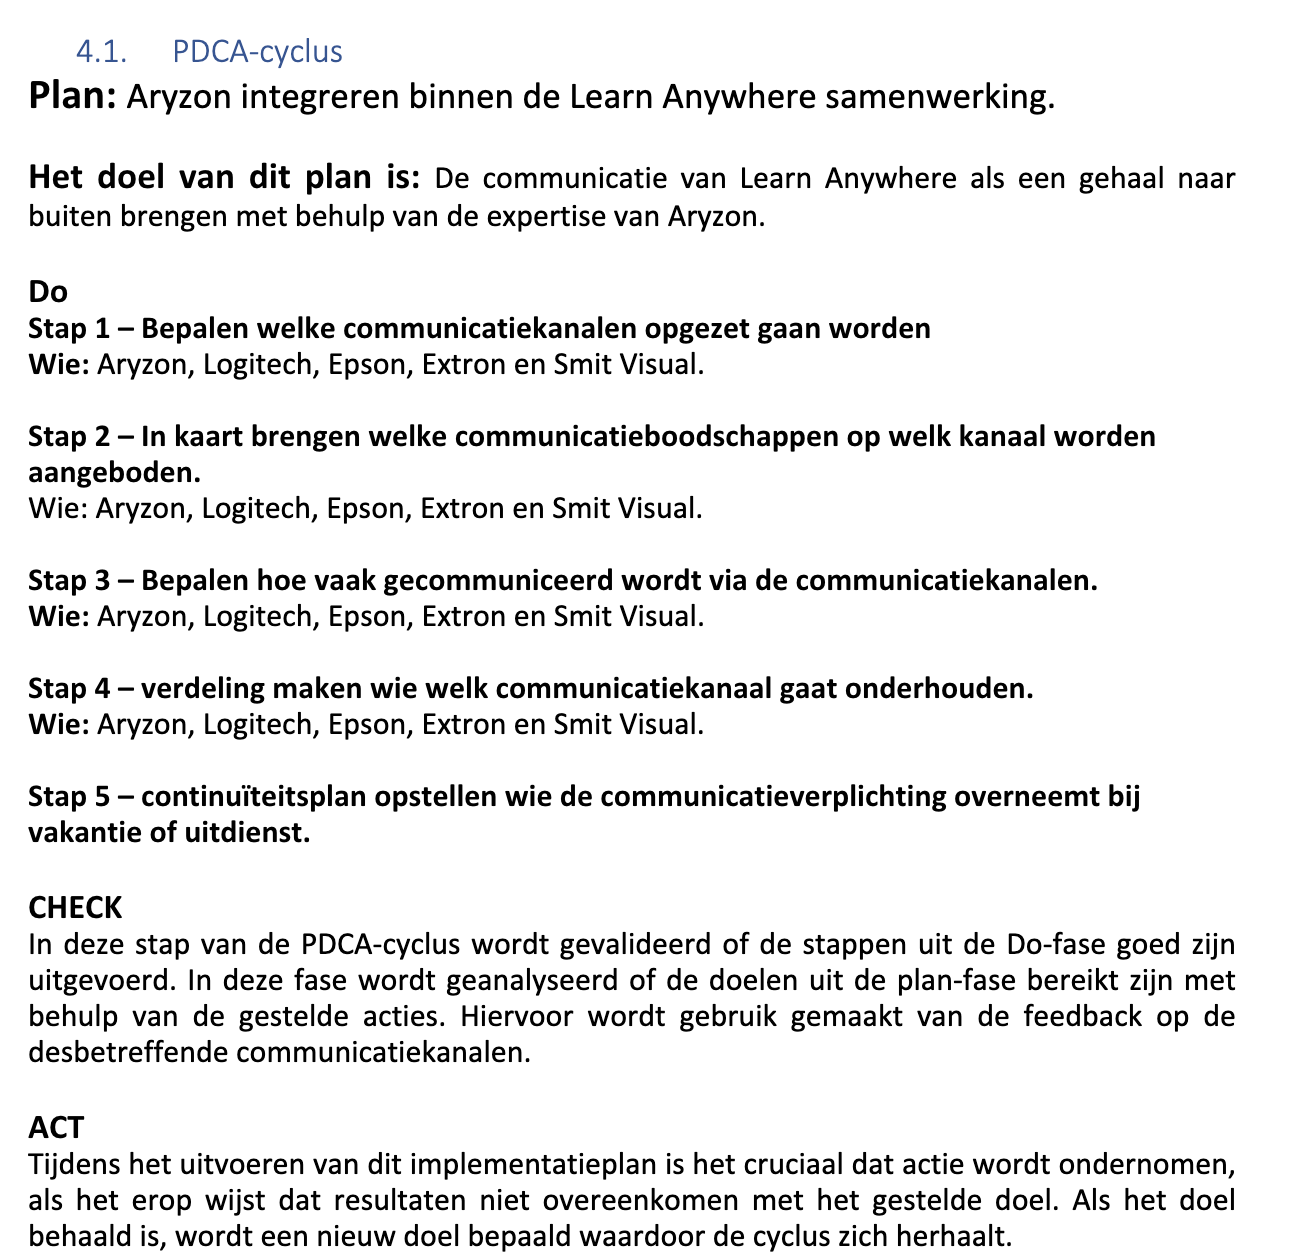 4.1. PDCA-cyclus
Plan: Aryzon integreren binnen de Learn Anywhere samenwerking.
Het doel van dit plan is: De communicatie van Learn Anywhere als een gehaal naar
buiten brengen met behulp van de expertise van Aryzon.
Do
Stap 1 – Bepalen welke communicatiekanalen opgezet gaan worden
Wie: Aryzon, Logitech, Epson, Extron en Smit Visual.
Stap 2 – In kaart brengen welke communicatieboodschappen op welk kanaal worden
aangeboden.
Wie: Aryzon, Logitech, Epson, Extron en Smit Visual.
Stap 3 – Bepalen hoe vaak gecommuniceerd wordt via de communicatiekanalen.
Wie: Aryzon, Logitech, Epson, Extron en Smit Visual.
Stap 4 – verdeling maken wie welk communicatiekanaal gaat onderhouden.
Wie: Aryzon, Logitech, Epson, Extron en Smit Visual.
Stap 5 – continuïteitsplan opstellen wie de communicatieverplichting overneemt bij
vakantie of uitdienst.
CHECK
In deze stap van de PDCA-cyclus wordt gevalideerd of de stappen uit de Do-fase goed zijn
uitgevoerd. In deze fase wordt geanalyseerd of de doelen uit de plan-fase bereikt zijn met
behulp van de gestelde acties. Hiervoor wordt gebruik gemaakt van de feedback op de
desbetreffende communicatiekanalen.
ACT
Tijdens het uitvoeren van dit implementatieplan is het cruciaal dat actie wordt ondernomen,
als het erop wijst dat resultaten niet overeenkomen met het gestelde doel. Als het doel
behaald is, wordt een nieuw doel bepaald waardoor de cyclus zich herhaalt.